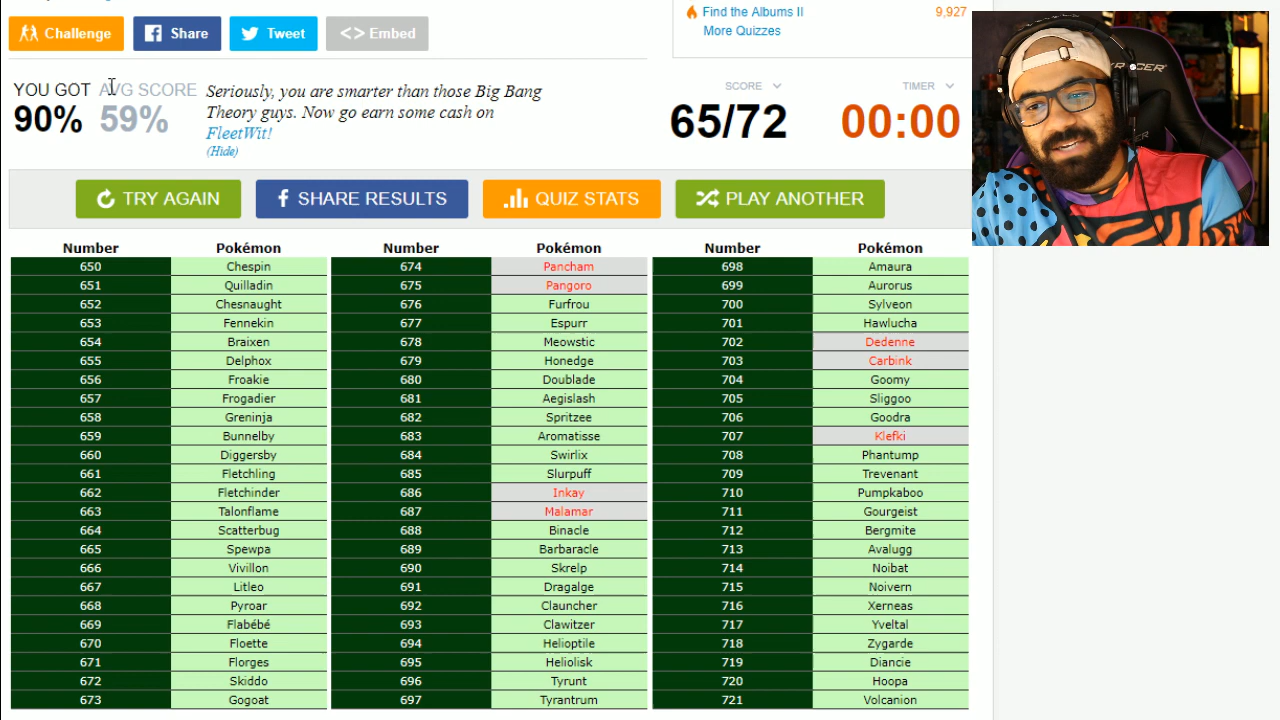 Find the Albums II 9,927
More Quizzes
Challenge Share Tweet <> Embed
YOU GOT AVG SCORE
90% 59%
Seriously, you are smarter than those Big Bang
Theory guys. Now go earn some cash on
FleetWit!
(Hide)
SCORE TIMER
65/72 00:00
TRY AGAIN SHARE RESULTS QUIZ STATS PLAY ANOTHER
Number Pokémon Number Pokémon Number Pokémon
650 Chespin 674 Pancham 698 Amaura
651 Quilladin 675 Pangoro 699 Aurorus
652 Chesnaught 676 Furfrou 700 Sylveon
653 Fennekin 677 Espurr 701 Hawlucha
654 Braixen 678 Meowstic 702 Dedenne
655 Delphox 679 Honedge 703 Carbink
656 Froakie 680 Doublade 704 Goomy
657 Frogadier 681 Aegislash 705 Sliggoo
658 Greninja 682 Spritzee 706 Goodra
659 Bunnelby 683 Aromatisse 707 Klefki
660 Diggersby 684 Swirlix 708 Phantump
661 Fletchling 685 Slurpuff 709 Trevenant
662 Fletchinder 686 Inkay 710 Pumpkaboo
663 Talonflame 687 Malamar 711 Gourgeist
664 Scatterbug 688 Binacle 712 Bergmite
665 Spewpa 689 Barbaracle 713 Avalugg
666 Vivillon 690 Skrelp 714 Noibat
667 Litleo 691 Dragalge 715 Noivern
668 Pyroar 692 Clauncher 716 Xerneas
669 Flabébé 693 Clawitzer 717 Yveltal
670 Floette 694 Helioptile 718 Zygarde
671 Florges 695 Heliolisk 719 Diancie
672 Skiddo 696 Tyrunt 720 Hoopa
673 Gogoat 697 Tyrantrum 721 Volcanion